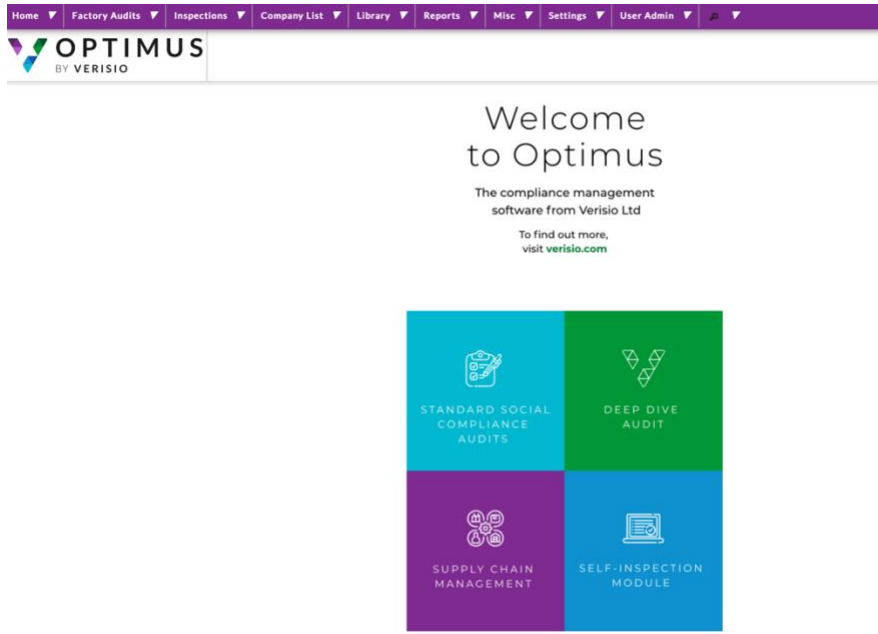 Home Factory Audits Inspections Company List Library Reports Misc Settings User Admin
OPTIMUS
BY VERISIO
Welcome
to Optimus
The compliance management
software from Verisio Ltd
To find out more,
visit verisio.com
STANDARD SOCIAL
COMPLIANCE
AUDITS
DEEP DIVE
AUDIT
SUPPLY CHAIN
MANAGEMENT
SELF-INSPECTION
MODULE